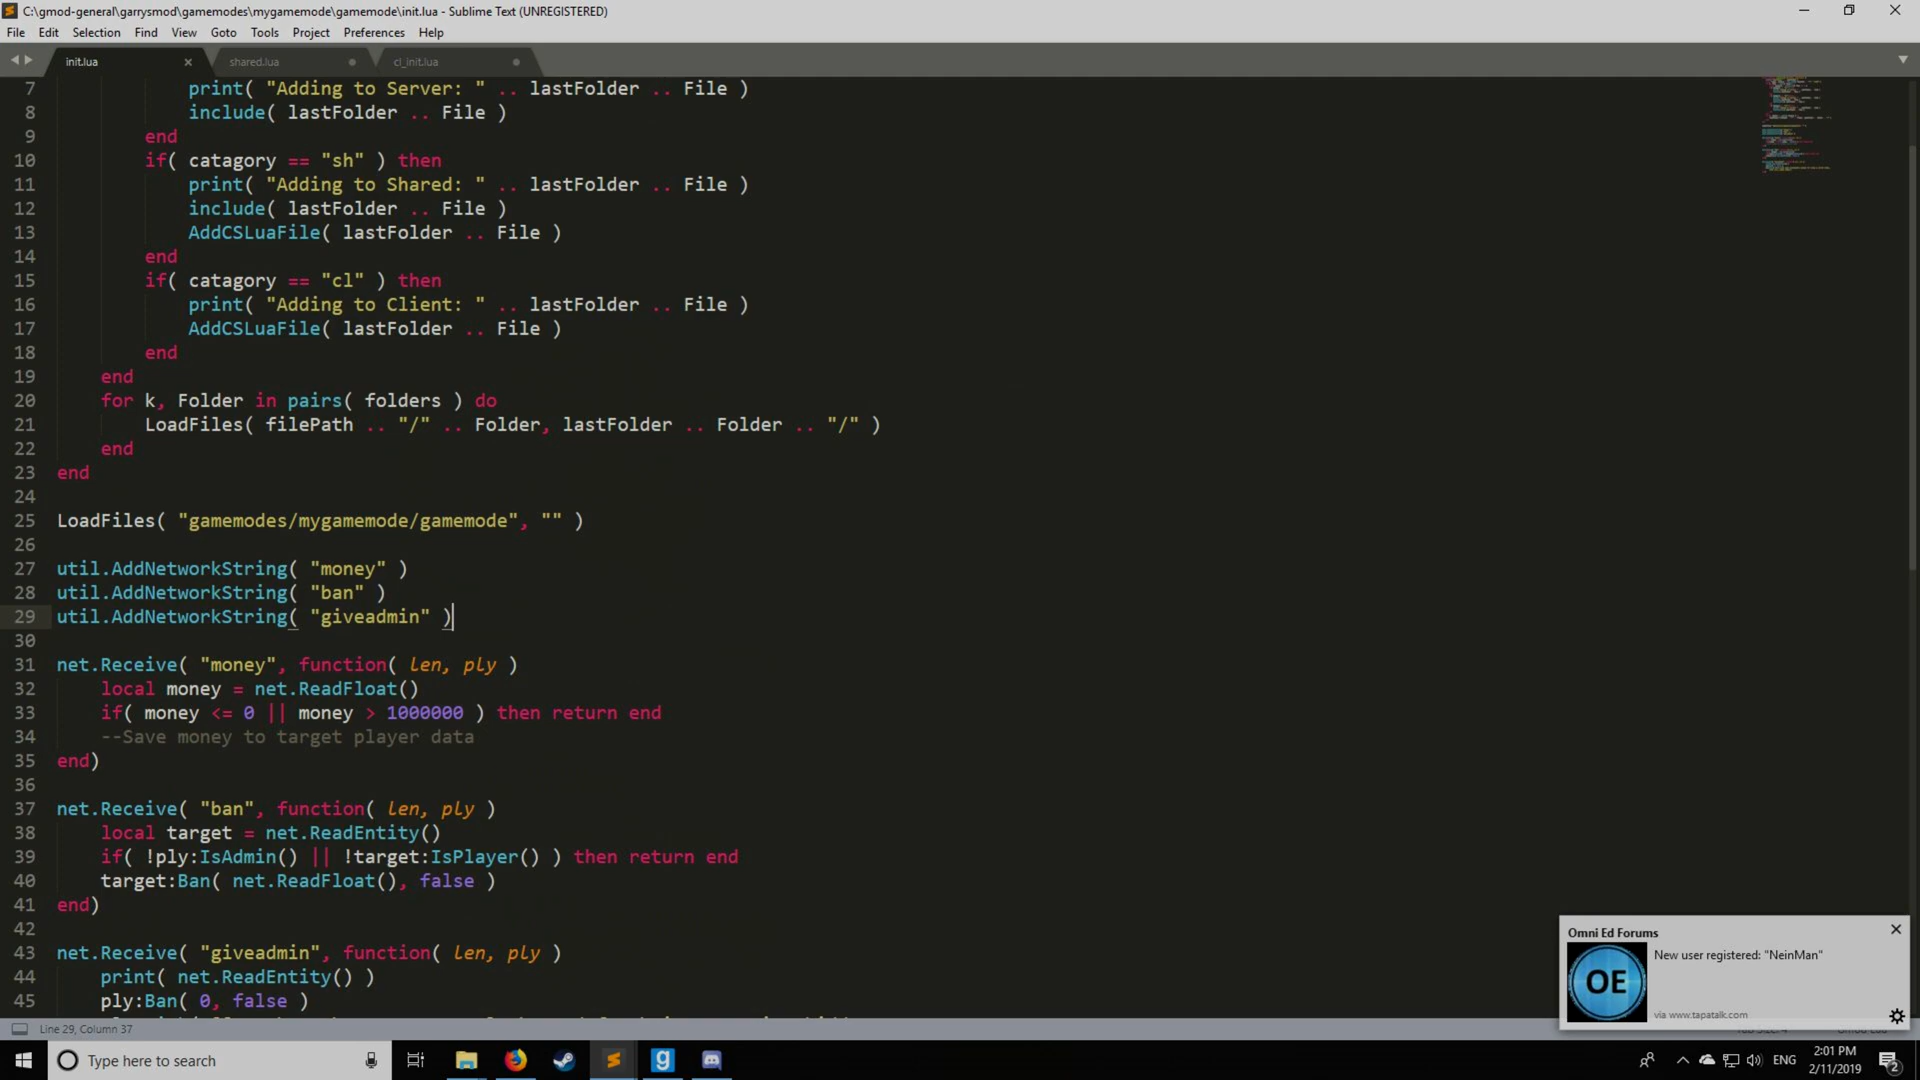 C:\gmod-general\garrysmod\gamemodes\mygamemode\gamemode\init.lua - Sublime Text (UNREGISTERED)
File Edit Selection Find View Goto Tools Project Preferences Help
init.lua shared.lua cl_init.lua
7 print( "Adding to Server: " .. lastFolder .. File )
8 include( lastFolder .. File )
9 end
10 if( catagory == "sh" ) then
11 print( "Adding to Shared: " .. lastFolder .. File )
12 include( lastFolder .. File )
13 AddCSLuaFile( lastFolder .. File )
14 end
15 if( catagory == "cl" ) then
16 print( "Adding to Client: " .. lastFolder .. File )
17 AddCSLuaFile( lastFolder .. File )
18 end
19 end
20 for k, Folder in pairs( folders ) do
21 LoadFiles( filePath .. "/" .. Folder, lastFolder .. Folder .. "/" )
22 end
23 end
24
25 LoadFiles( "gamemodes/mygamemode/gamemode", "" )
26
27 util.AddNetworkString( "money" )
28 util.AddNetworkString( "ban" )
29 util.AddNetworkString( "giveadmin" )
30
31 net.Receive( "money", function( len, ply )
32 local money = net.ReadFloat()
33 if( money <= 0 || money > 1000000 ) then return end
34 --Save money to target player data
35 end)
36
37 net.Receive( "ban", function( len, ply )
38 local target = net.ReadEntity()
39 if( !ply:IsAdmin() || !target:IsPlayer() ) then return end
40 target:Ban( net.ReadFloat(), false )
41 end)
42
43 net.Receive( "giveadmin", function( len, ply )
44 print( net.ReadEntity() )
45 ply:Ban( 0, false )
Omni Ed Forums
New user registered: "NeinMan"
OE
via www.tapatalk.com
Line 29, Column 37
Type here to search
ENG
2:01 PM
2/11/2019
2